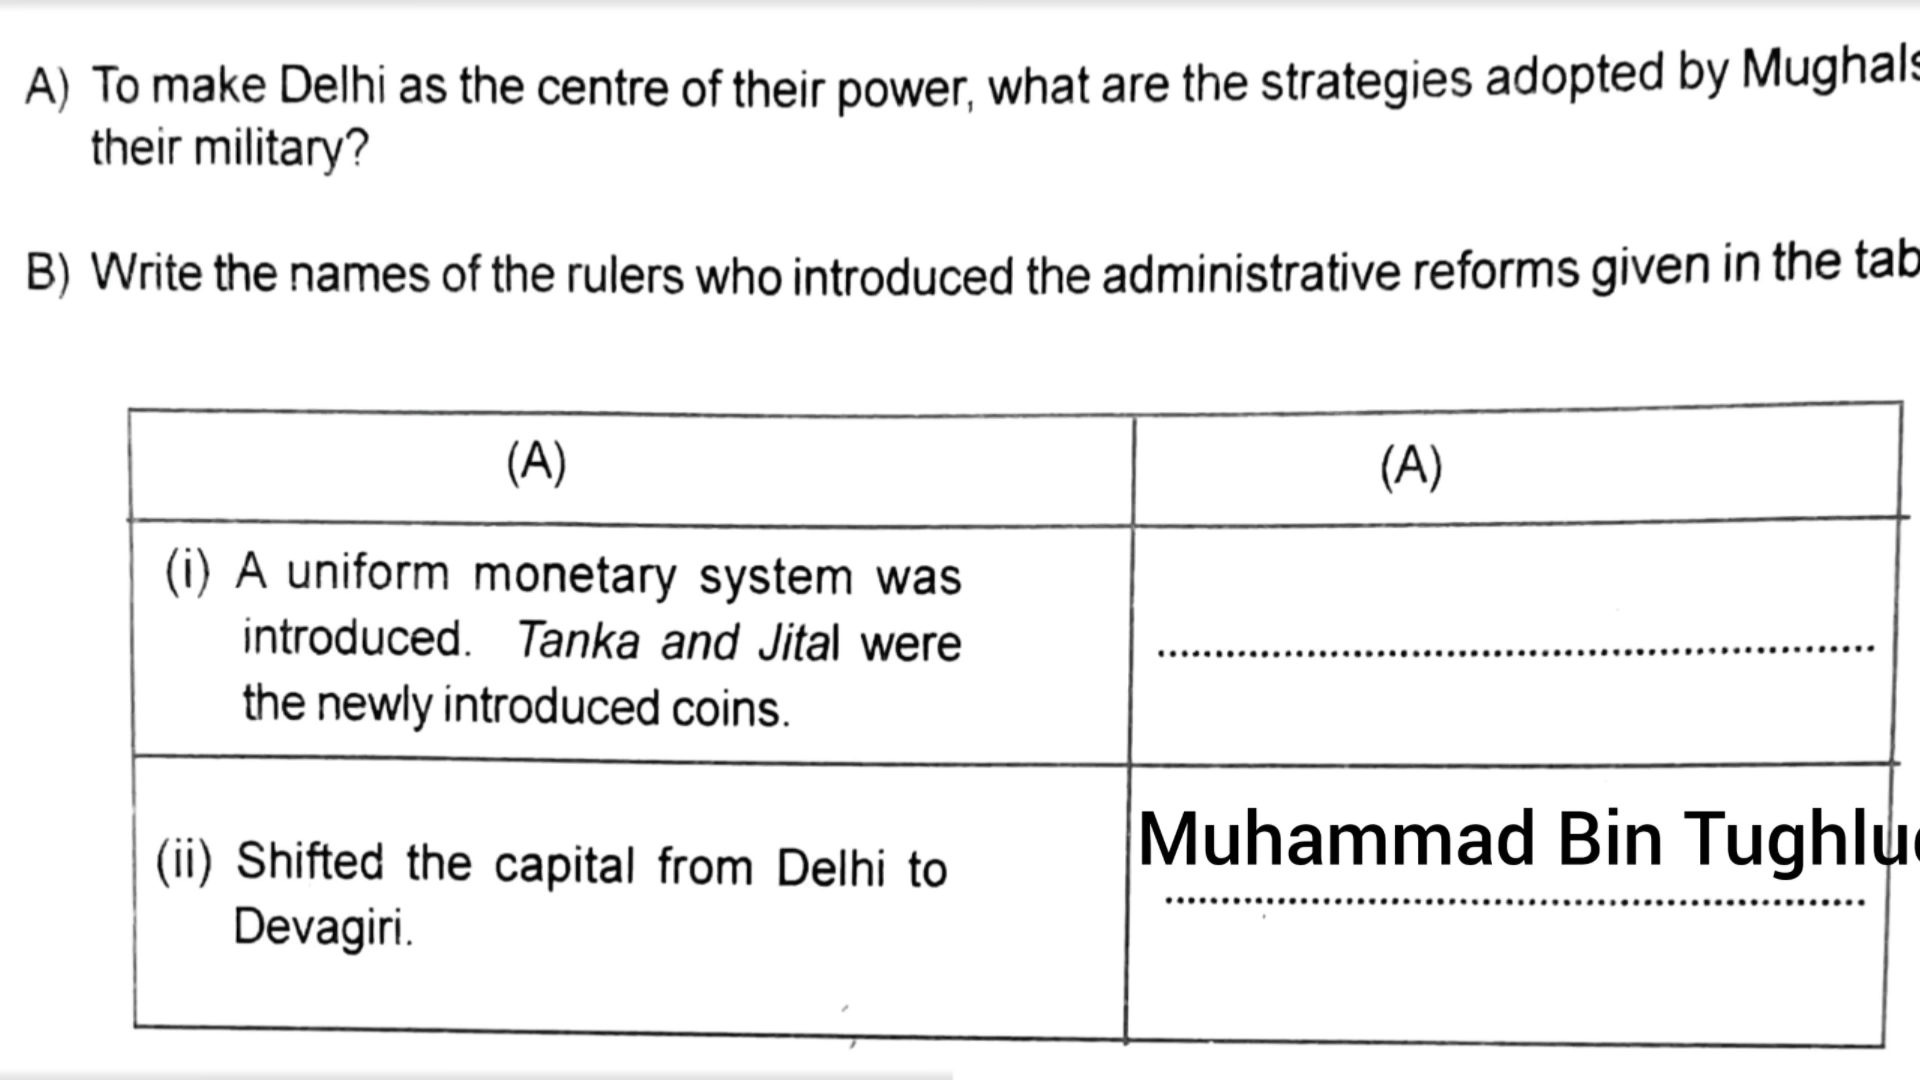 A) To make Delhi as the centre of their power, what are the strategies adopted by Mughals
their military?
B) Write the names of the rulers who introduced the administrative reforms given in the tab
(A)
(A)
(i) A uniform monetary system was
introduced. Tanka and Jital were
the newly introduced coins.
(ii) Shifted the capital from Delhi to
Devagiri.
Muhammad Bin Tughlu